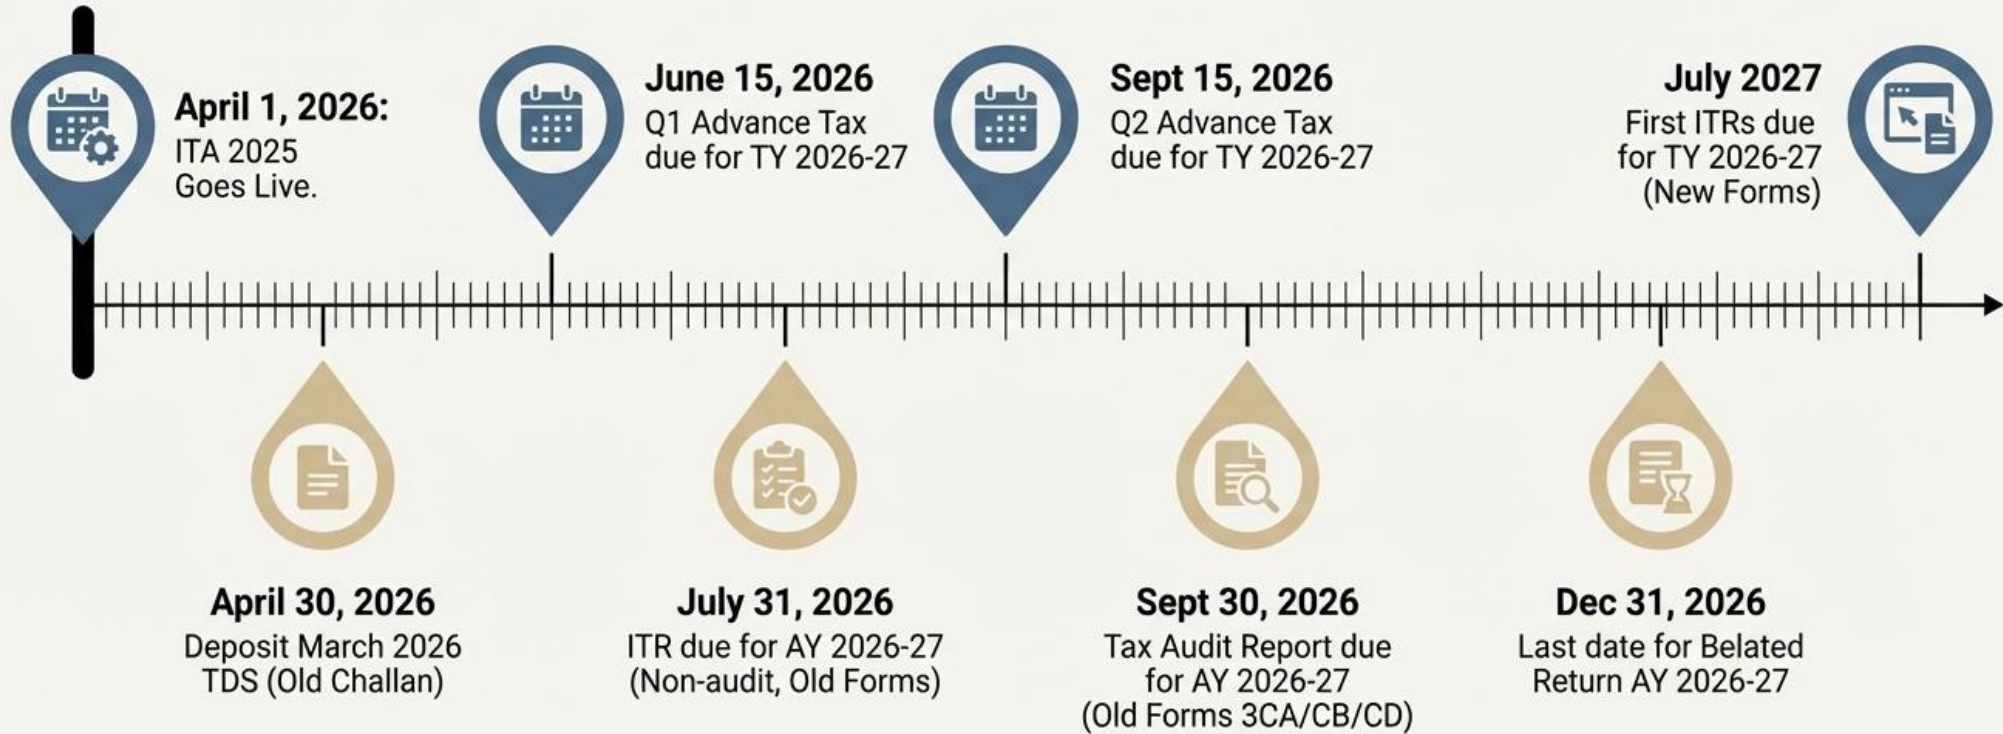 April 1, 2026:
ITA 2025
Goes Live.
June 15, 2026
Q1 Advance Tax
due for TY 2026-27
Sept 15, 2026
Q2 Advance Tax
due for TY 2026-27
July 2027
First ITRs due
for TY 2026-27
(New Forms)
April 30, 2026
Deposit March 2026
TDS (Old Challan)
July 31, 2026
ITR due for AY 2026-27
(Non-audit, Old Forms)
Sept 30, 2026
Tax Audit Report due
for AY 2026-27
(Old Forms 3CA/CB/CD)
Dec 31, 2026
Last date for Belated
Return AY 2026-27